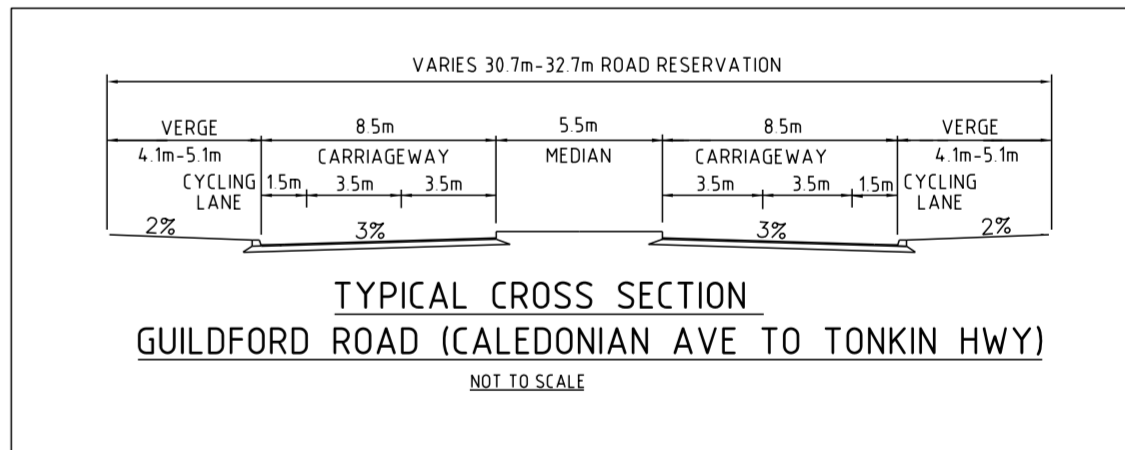 VARIES 30.7m-32.7m ROAD RESERVATION
VERGE 8.5m 5.5m 8.5m VERGE
4.1m-5.1m CARRIAGEWAY MEDIAN CARRIAGEWAY 4.1m-5.1m
CYCLING 1.5m 3.5m 3.5m 3.5m 3.5m 1.5m CYCLING
LANE LANE
2% 3% 3% 2%
TYPICAL CROSS SECTION
GUILDFORD ROAD (CALEDONIAN AVE TO TONKIN HWY)
NOT TO SCALE